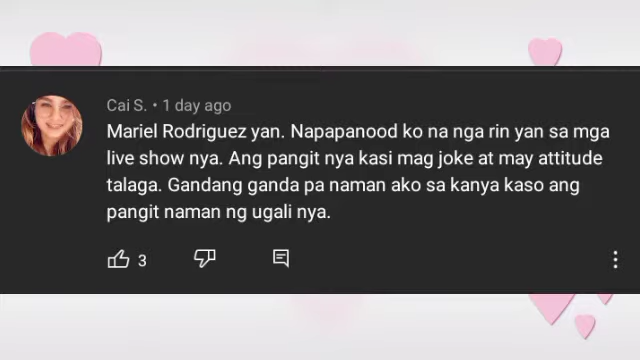 Cai S. • 1 day ago
Mariel Rodriguez yan. Napapanood ko na nga rin yan sa mga
live show nya. Ang pangit nya kasi mag joke at may attitude
talaga. Gandang ganda pa naman ako sa kanya kaso ang
pangit naman ng ugali nya.
3